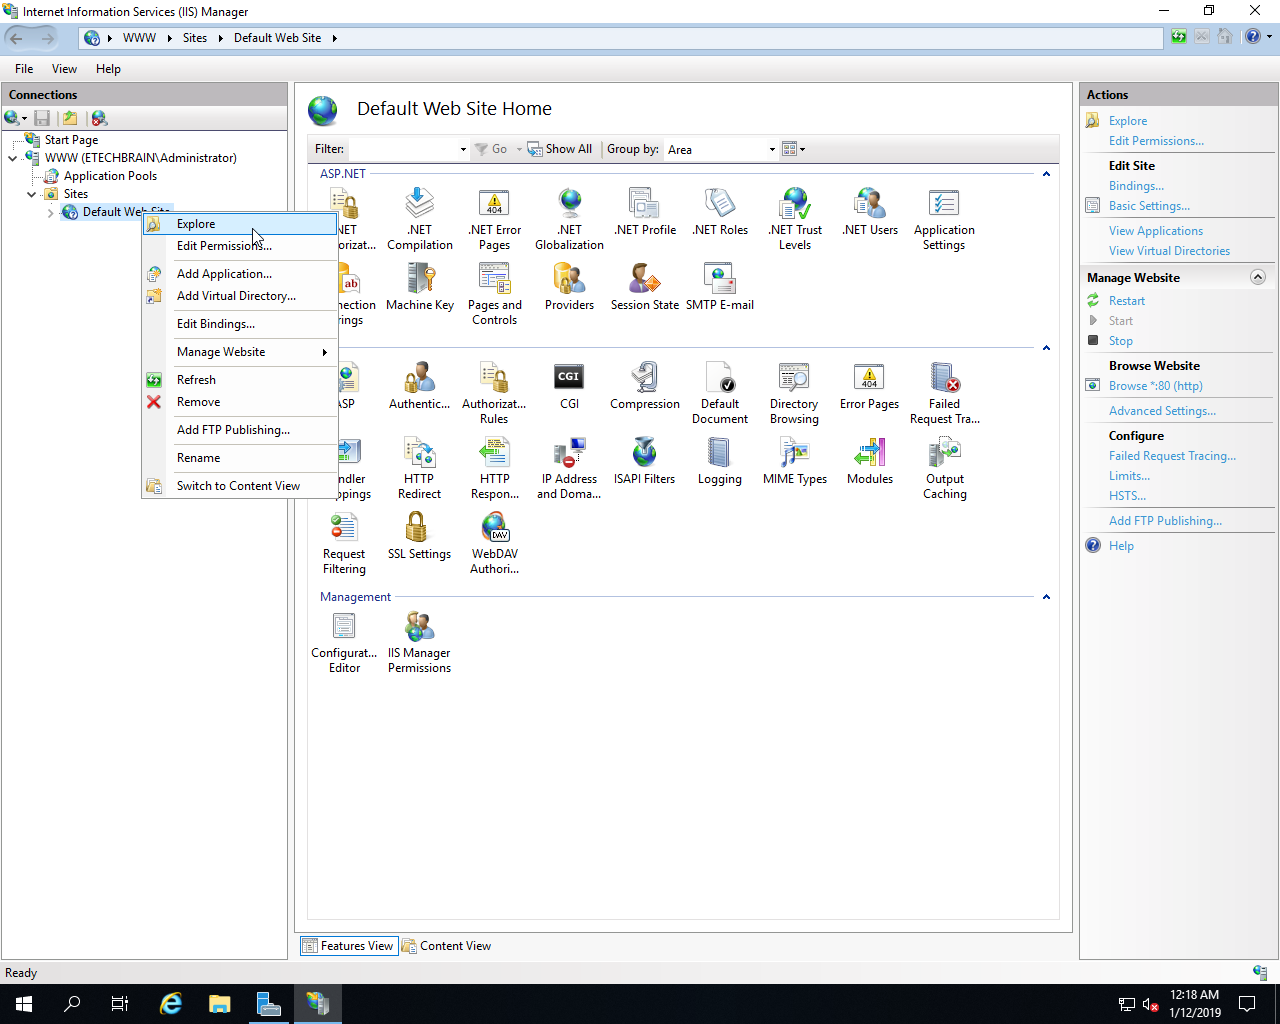 Internet Information Services (IIS) Manager
WWW
Sites
Default Web Site
File
View
Help
Connections
Start Page
WWW (ETECHBRAIN\Administrator)
Application Pools
Sites
Default Web Site
Explore
Edit Permissions...
Add Application...
Add Virtual Directory...
Edit Bindings...
Manage Website
Refresh
Remove
Add FTP Publishing...
Rename
Switch to Content View
Default Web Site Home
Filter:
Go
Show All
Group by:
Area
ASP.NET
.NET Compilation
.NET Error Pages
.NET Globalization
.NET Profile
.NET Roles
.NET Trust Levels
.NET Users
Application Settings
Machine Key
Pages and Controls
Providers
Session State
SMTP E-mail
ASP
Authentic...
Authorizat... Rules
CGI
Compression
Default Document
Directory Browsing
Error Pages
Failed Request Tra...
HTTP Redirect
HTTP Respon...
IP Address and Doma...
ISAPI Filters
Logging
MIME Types
Modules
Output Caching
Request Filtering
SSL Settings
WebDAV Authori...
Management
Configurat... Editor
IIS Manager Permissions
Features View
Content View
Actions
Explore
Edit Permissions...
Edit Site
Bindings...
Basic Settings...
View Applications
View Virtual Directories
Manage Website
Restart
Start
Stop
Browse Website
Browse *:80 (http)
Advanced Settings...
Configure
Failed Request Tracing...
Limits...
HSTS...
Add FTP Publishing...
Help
Ready
12:18 AM
1/12/2019